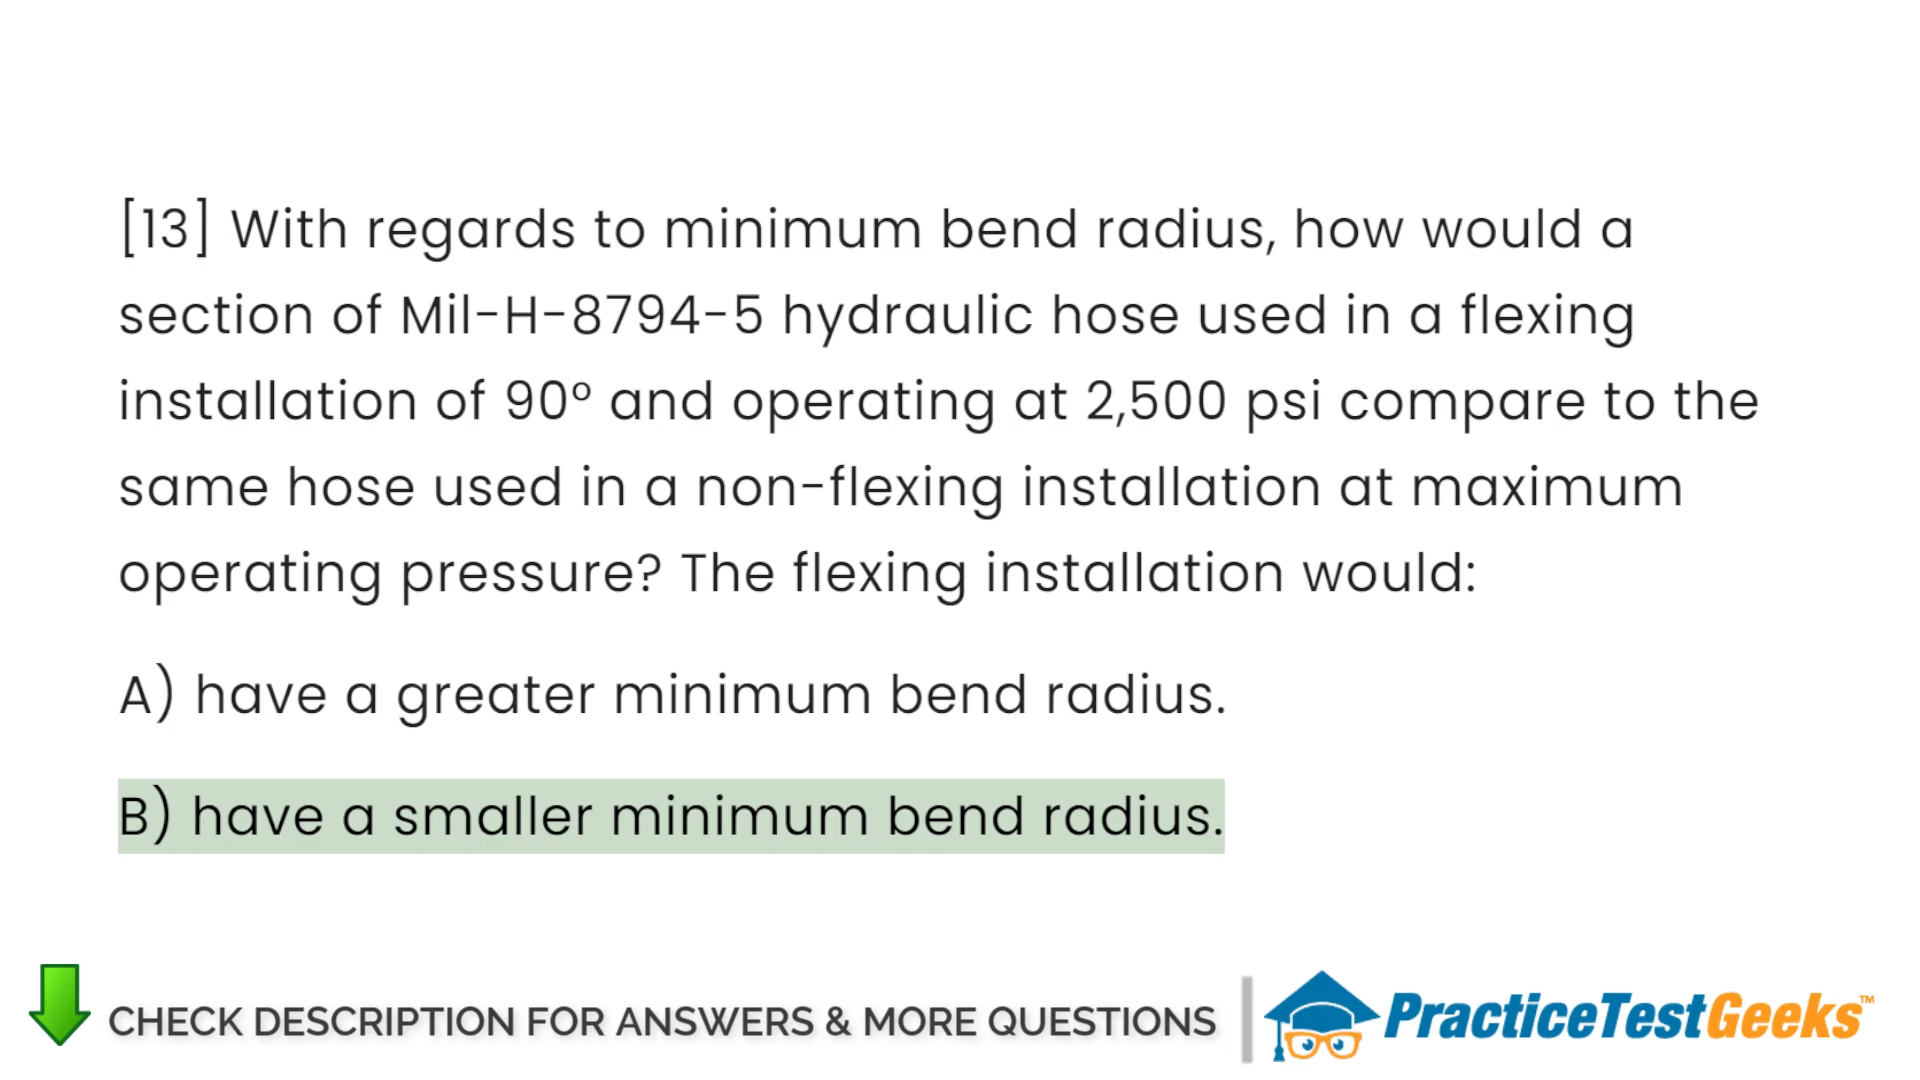 [13] With regards to minimum bend radius, how would a
section of Mil-H-8794-5 hydraulic hose used in a flexing
installation of 90º and operating at 2,500 psi compare to the
same hose used in a non-flexing installation at maximum
operating pressure? The flexing installation would:
A) have a greater minimum bend radius.
B) have a smaller minimum bend radius.
CHECK DESCRIPTION FOR ANSWERS & MORE QUESTIONS
PracticeTestGeeks™